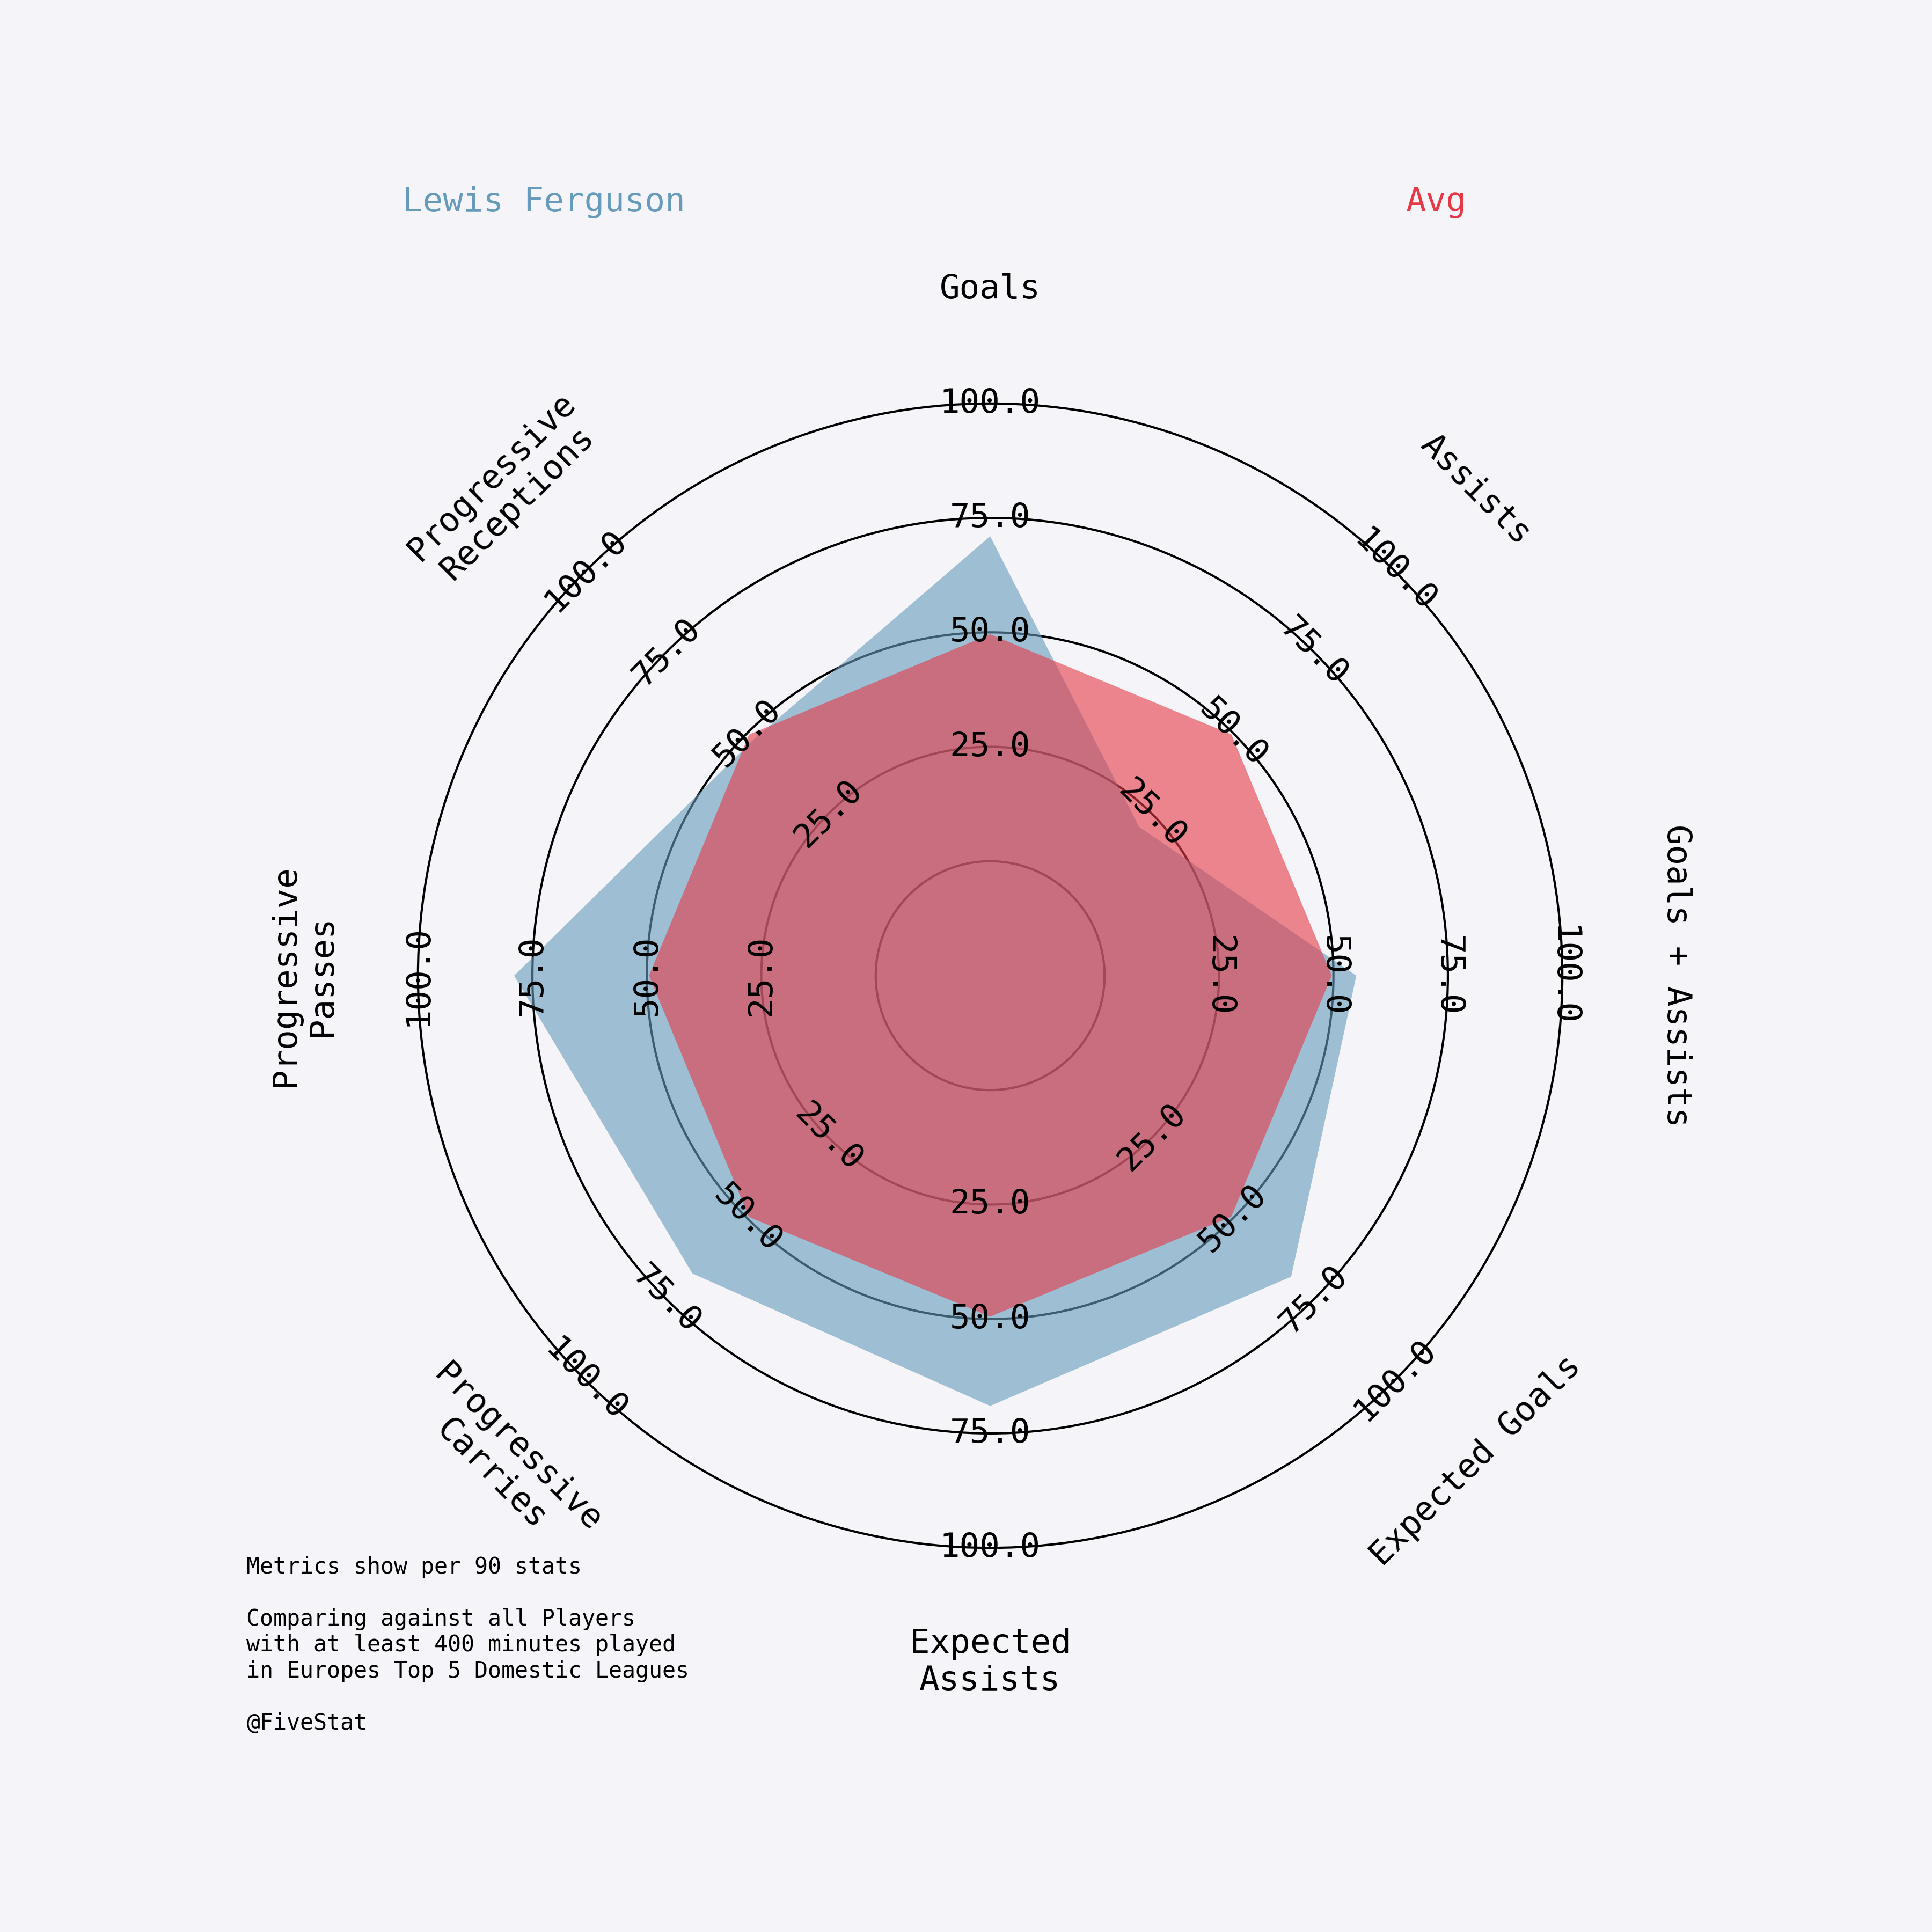 Lewis Ferguson
Avg
Goals
Assists
Goals + Assists
Expected Goals
Expected
Assists
Progressive
Carries
Progressive
Passes
Progressive
Receptions
25.0
50.0
75.0
100.0
25.0
50.0
75.0
100.0
25.0
50.0
75.0
100.0
25.0
50.0
75.0
100.0
25.0
50.0
75.0
100.0
25.0
50.0
75.0
100.0
25.0
50.0
75.0
100.0
25.0
50.0
75.0
100.0
Metrics show per 90 stats
Comparing against all Players
with at least 400 minutes played
in Europes Top 5 Domestic Leagues
@FiveStat